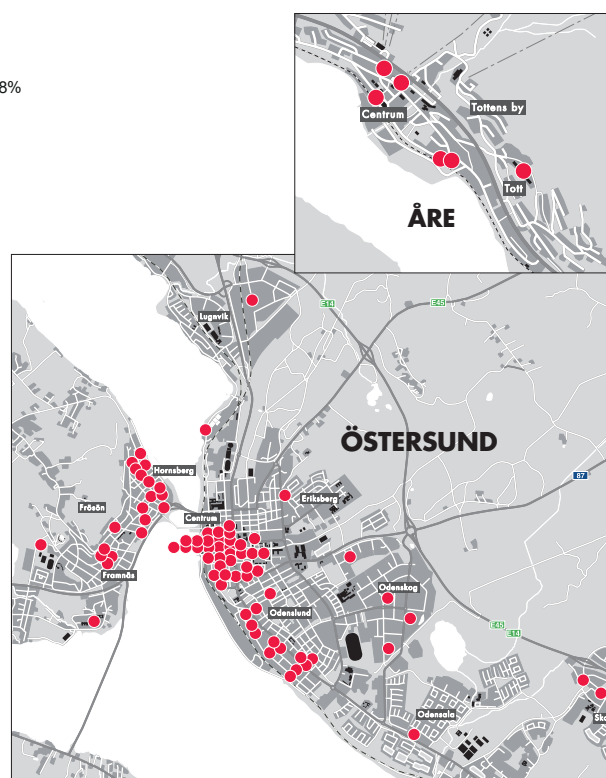 8%
Tottens by
Centrum
Tott
ÅRE
E14
E45
Lugnvik
ÖSTERSUND
Hornsberg
87
Eriksberg
Frösön
Centrum
Framnäs
Odenskog
Odenslund
E45
E14
Odensala